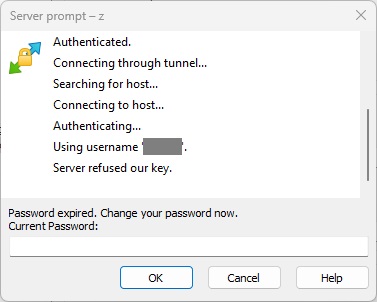 Server prompt – z
Authenticated.
Connecting through tunnel...
Searching for host...
Connecting to host...
Authenticating...
Using username '     '.
Server refused our key.
Password expired. Change your password now.
Current Password:
OK
Cancel
Help